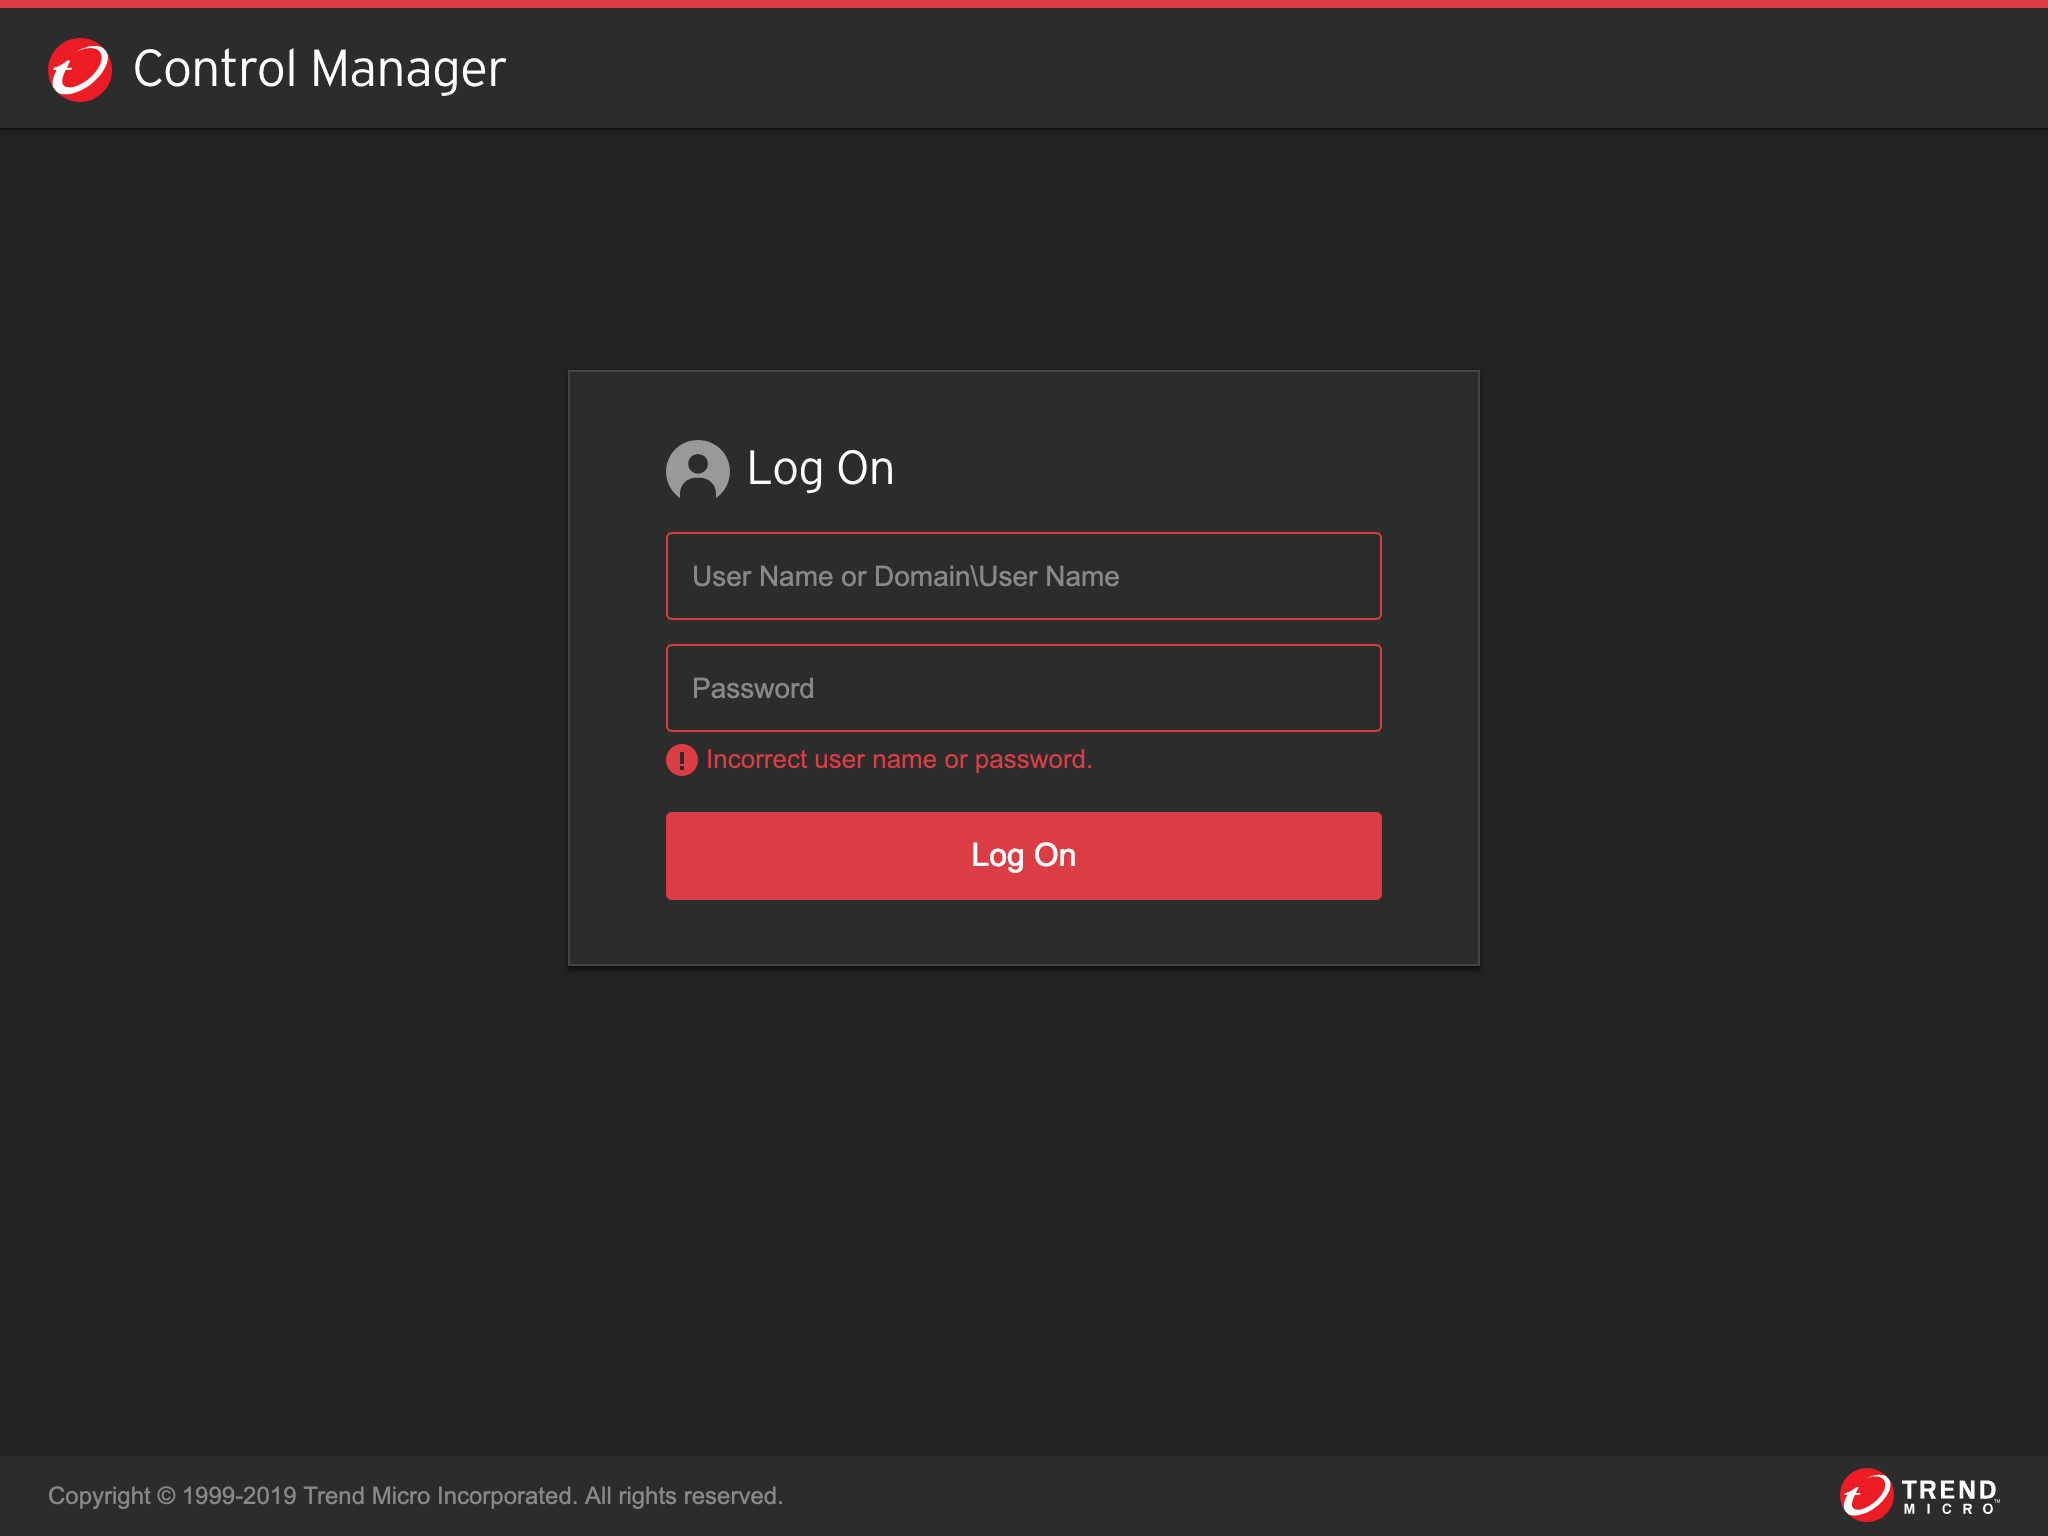 Control Manager
Log On
User Name or Domain\User Name
Password
Incorrect user name or password.
Log On
Copyright © 1999-2019 Trend Micro Incorporated. All rights reserved.
TREND
MICRO™